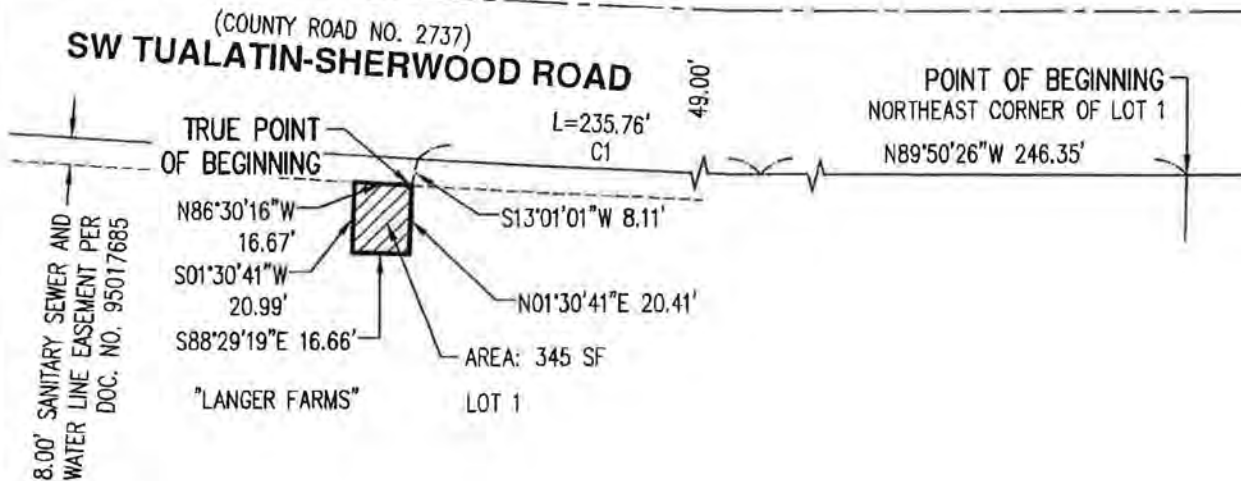 (COUNTY ROAD NO. 2737)
SW TUALATIN-SHERWOOD ROAD
49.00'
POINT OF BEGINNING
NORTHEAST CORNER OF LOT 1
N89°50'26"W 246.35'
L=235.76'
C1
TRUE POINT
OF BEGINNING
N86°30'16"W
16.67'
S13°01'01"W 8.11'
S01°30'41"W
20.99'
N01°30'41"E 20.41'
S88°29'19"E 16.66'
AREA: 345 SF
"LANGER FARMS"
LOT 1
8.00' SANITARY SEWER AND
WATER LINE EASEMENT PER
DOC. NO. 95017685